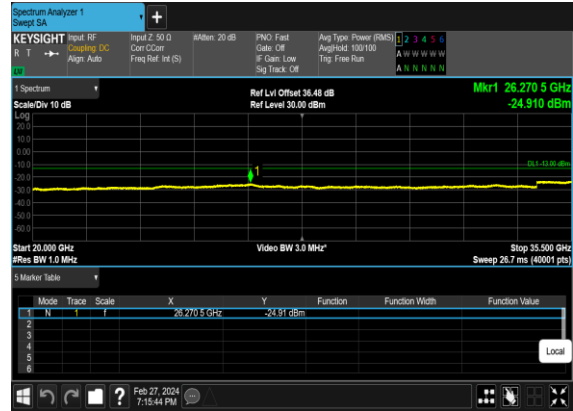 Spectrum Analyzer 1
Swept SA
+
KEYSIGHT Input: RF Input Z: 50 Ω #Atten: 20 dB PNO: Fast Avg Type: Power (RMS) 1 2 3 4 5 6
R T Coupling: DC Corr CCorr Gate: Off Avg|Hold: 100/100 A W W W W W
Align: Auto Freq Ref: Int (S) IF Gain: Low Trig: Free Run
Sig Track: Off A N N N N N
1 Spectrum Ref Lvl Offset 36.48 dB Mkr1 26.270 5 GHz
Scale/Div 10 dB Ref Level 30.00 dBm -24.910 dBm
Log
20.0
10.0
0.00
-10.0 DL1 -13.00 dBm
1
-20.0
-30.0
-40.0
-50.0
-60.0
Start 20.000 GHz Video BW 3.0 MHz* Stop 35.500 GHz
#Res BW 1.0 MHz Sweep 26.7 ms (40001 pts)
5 Marker Table
Mode Trace Scale X Y Function Function Width Function Value
1 N 1 f 26.270 5 GHz -24.91 dBm
2
3
4
5
6
Local
? Feb 27, 2024
7:15:44 PM